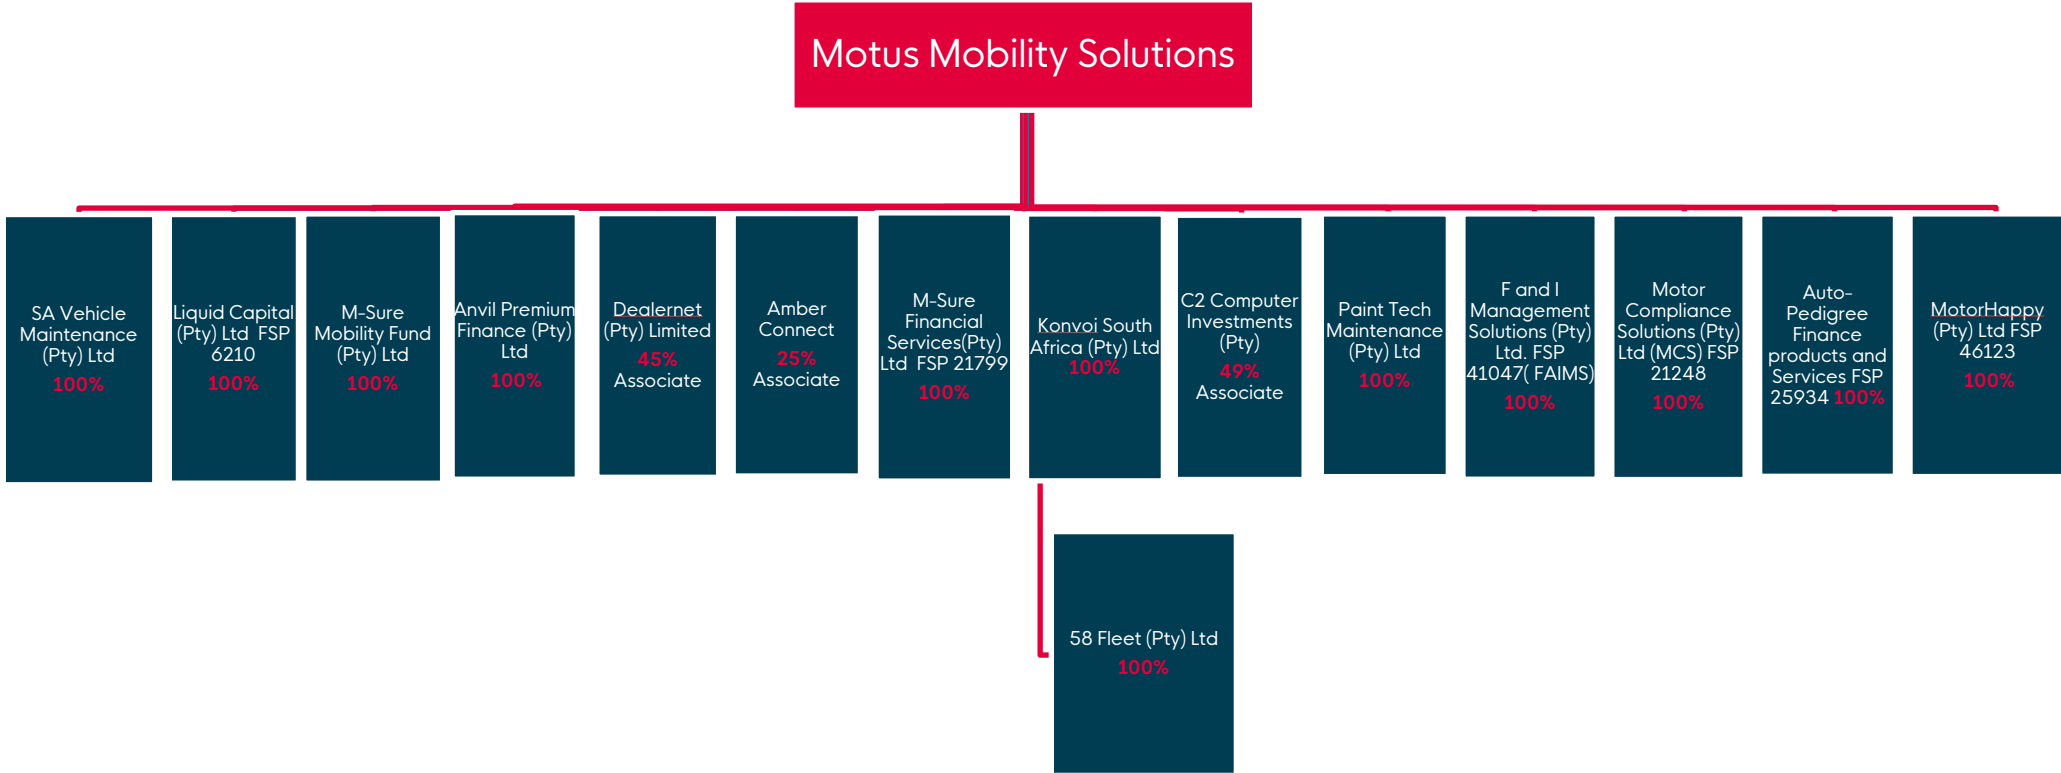 Motus Mobility Solutions
SA Vehicle
Maintenance
(Pty) Ltd
100%
Liquid Capital
(Pty) Ltd  FSP
6210
100%
M-Sure
Mobility Fund
(Pty) Ltd
100%
Anvil Premium
Finance (Pty)
Ltd
100%
Dealernet
(Pty) Limited
45%
Associate
Amber
Connect
25%
Associate
M-Sure
Financial
Services(Pty)
Ltd  FSP 21799
100%
Konvoi South
Africa (Pty) Ltd
100%
C2 Computer
Investments
(Pty)
49%
Associate
Paint Tech
Maintenance
(Pty) Ltd
100%
F and I
Management
Solutions (Pty)
Ltd. FSP
41047( FAIMS)
100%
Motor
Compliance
Solutions (Pty)
Ltd (MCS) FSP
21248
100%
Auto-
Pedigree
Finance
products and
Services FSP
25934 100%
MotorHappy
(Pty) Ltd FSP
46123
100%
58 Fleet (Pty) Ltd
100%